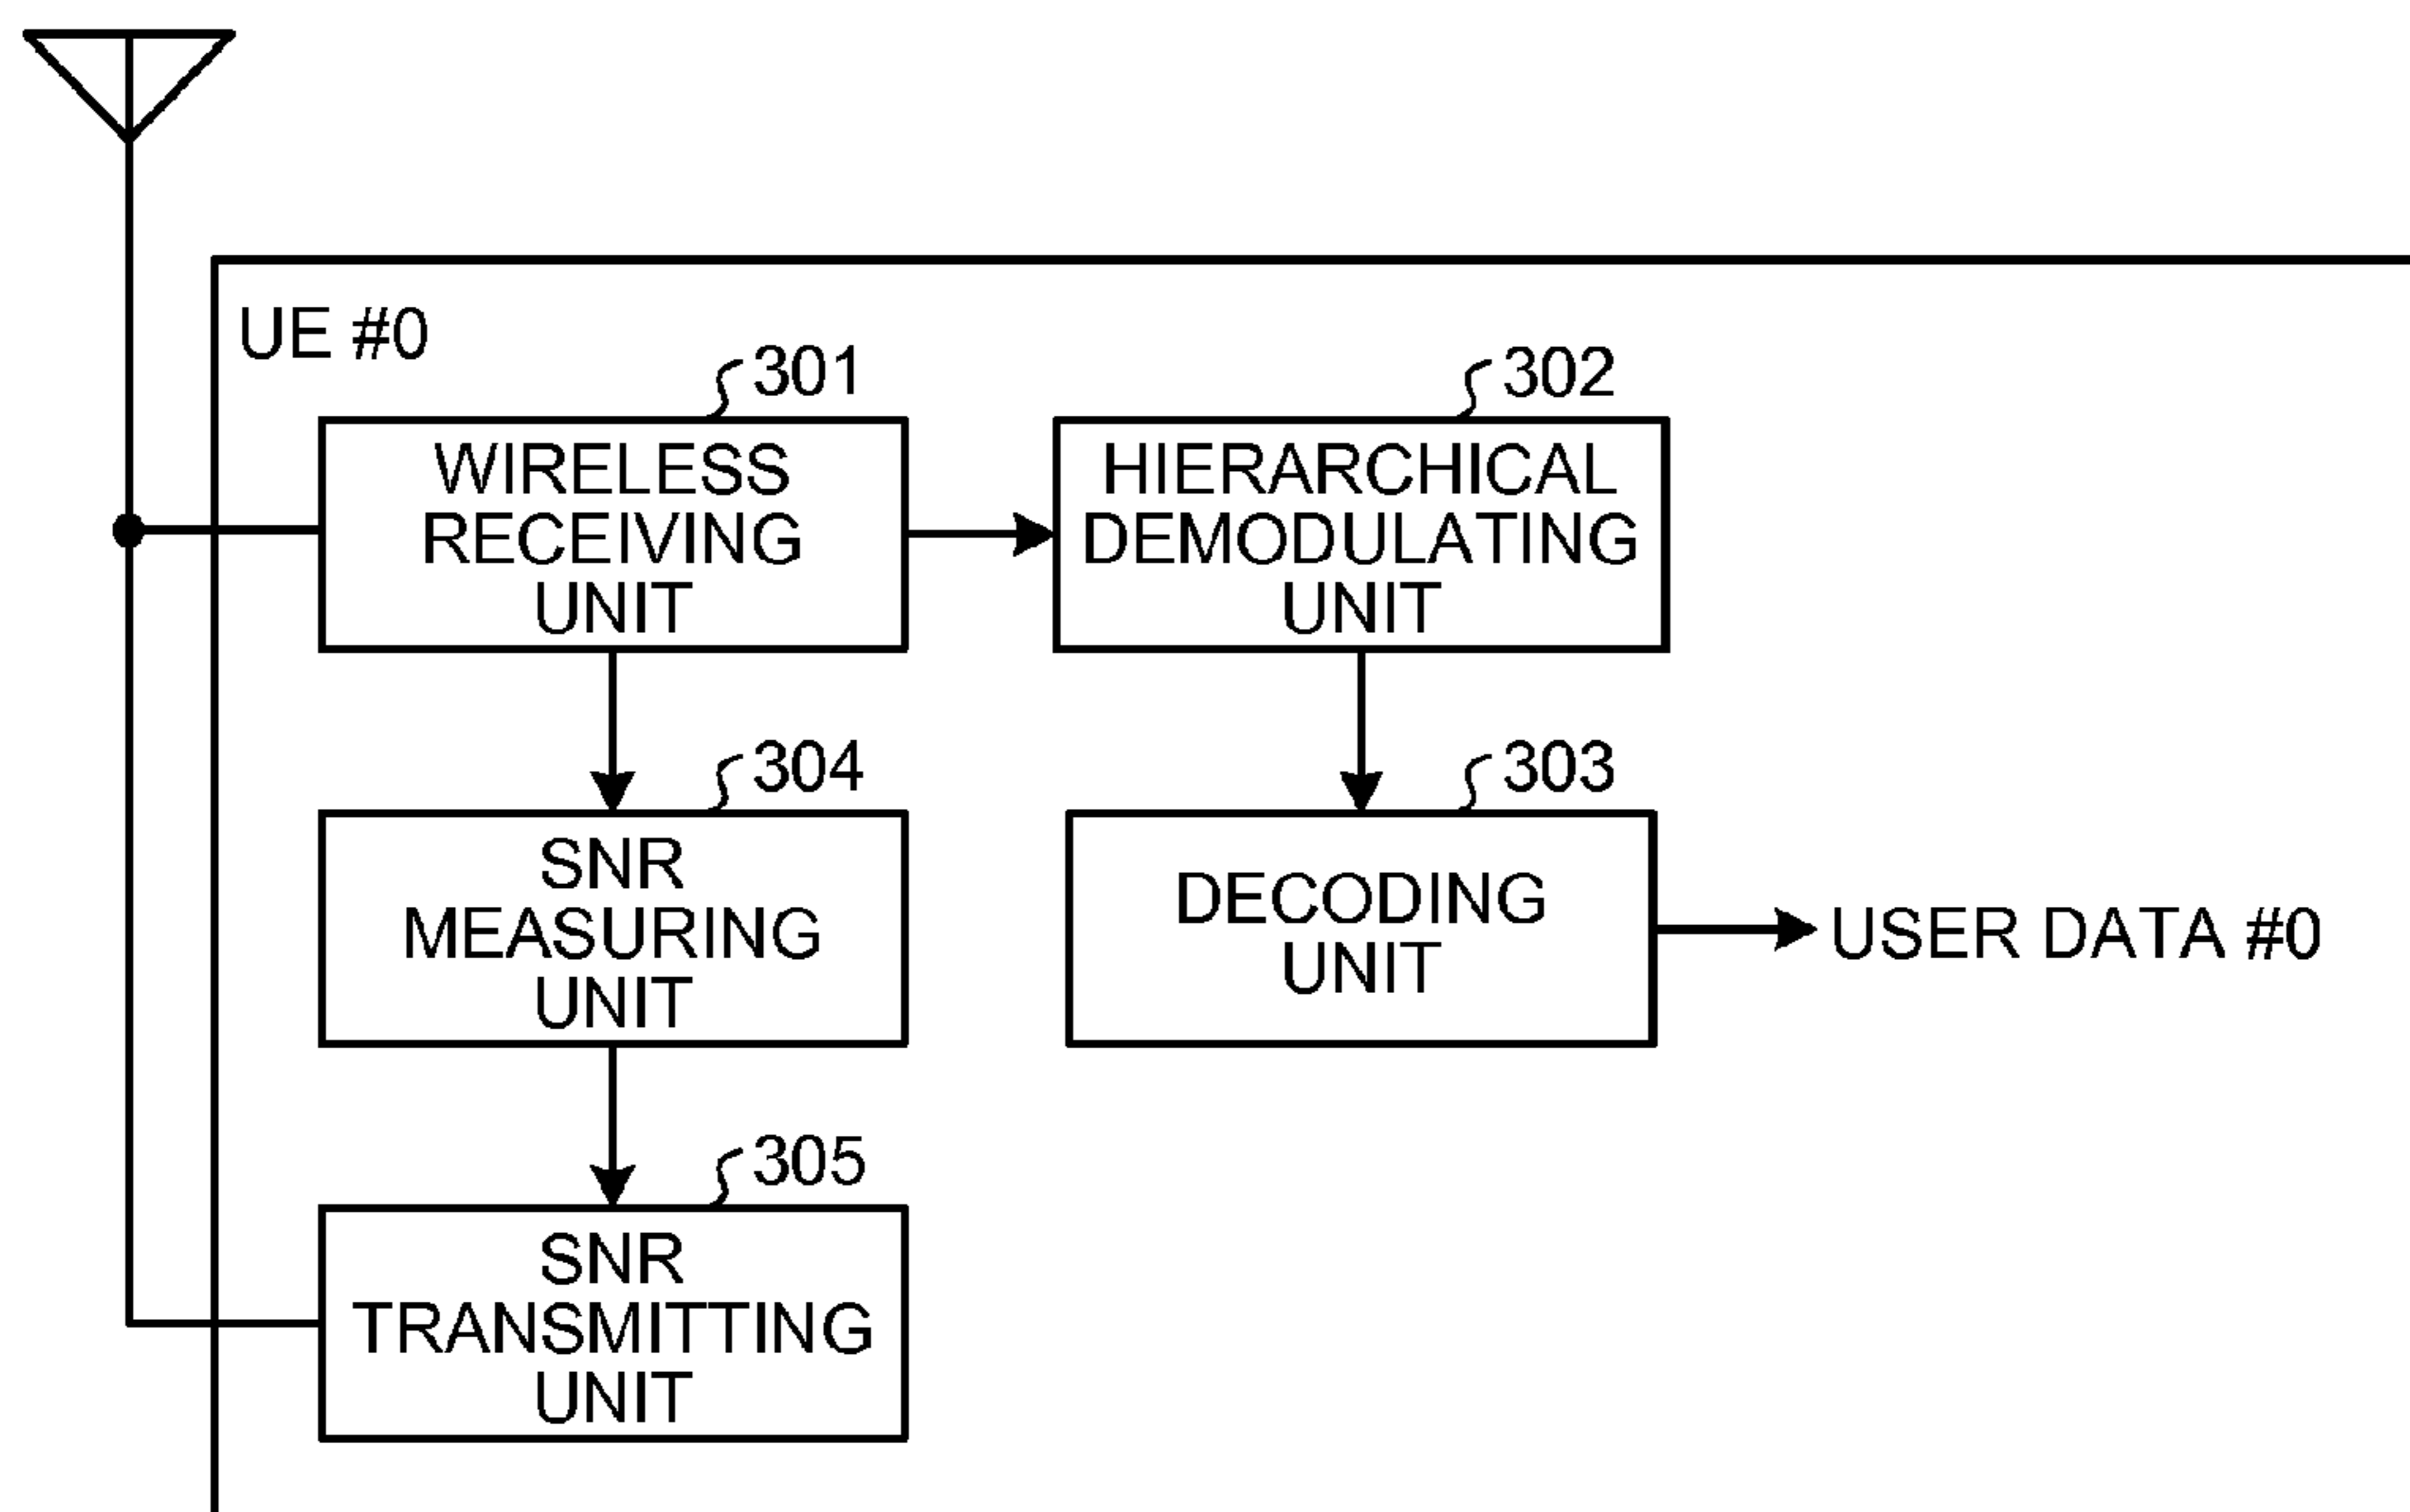 UE #0
301
WIRELESS
RECEIVING
UNIT
302
HIERARCHICAL
DEMODULATING
UNIT
304
SNR
MEASURING
UNIT
303
DECODING
UNIT
USER DATA #0
305
SNR
TRANSMITTING
UNIT